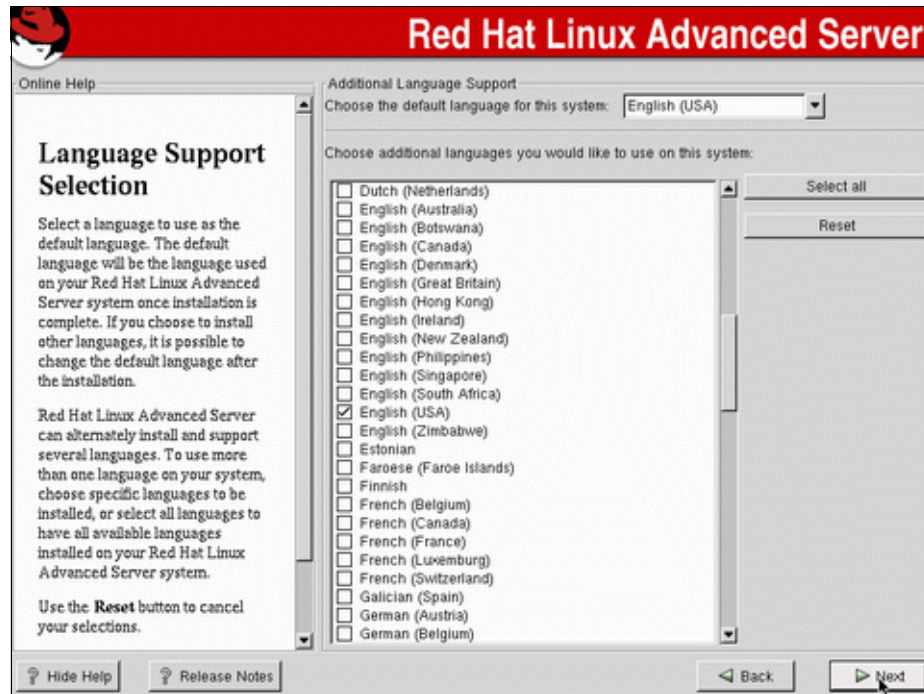 Red Hat Linux Advanced Server
Online Help
Language Support
Selection
Select a language to use as the
default language. The default
language will be the language used
on your Red Hat Linux Advanced
Server system once installation is
complete. If you choose to install
other languages, it is possible to
change the default language after
the installation.
Red Hat Linux Advanced Server
can alternately install and support
several languages. To use more
than one language on your system,
choose specific languages to be
installed, or select all languages to
have all available languages
installed on your Red Hat Linux
Advanced Server system.
Use the Reset button to cancel
your selections.
Additional Language Support
Choose the default language for this system: English (USA)
Choose additional languages you would like to use on this system:
Dutch (Netherlands)
English (Australia)
English (Botswana)
English (Canada)
English (Denmark)
English (Great Britain)
English (Hong Kong)
English (Ireland)
English (New Zealand)
English (Philippines)
English (Singapore)
English (South Africa)
English (USA)
English (Zimbabwe)
Estonian
Faroese (Faroe Islands)
Finnish
French (Belgium)
French (Canada)
French (France)
French (Luxemburg)
French (Switzerland)
Galician (Spain)
German (Austria)
German (Belgium)
Select all
Reset
Hide Help
Release Notes
Back
Next